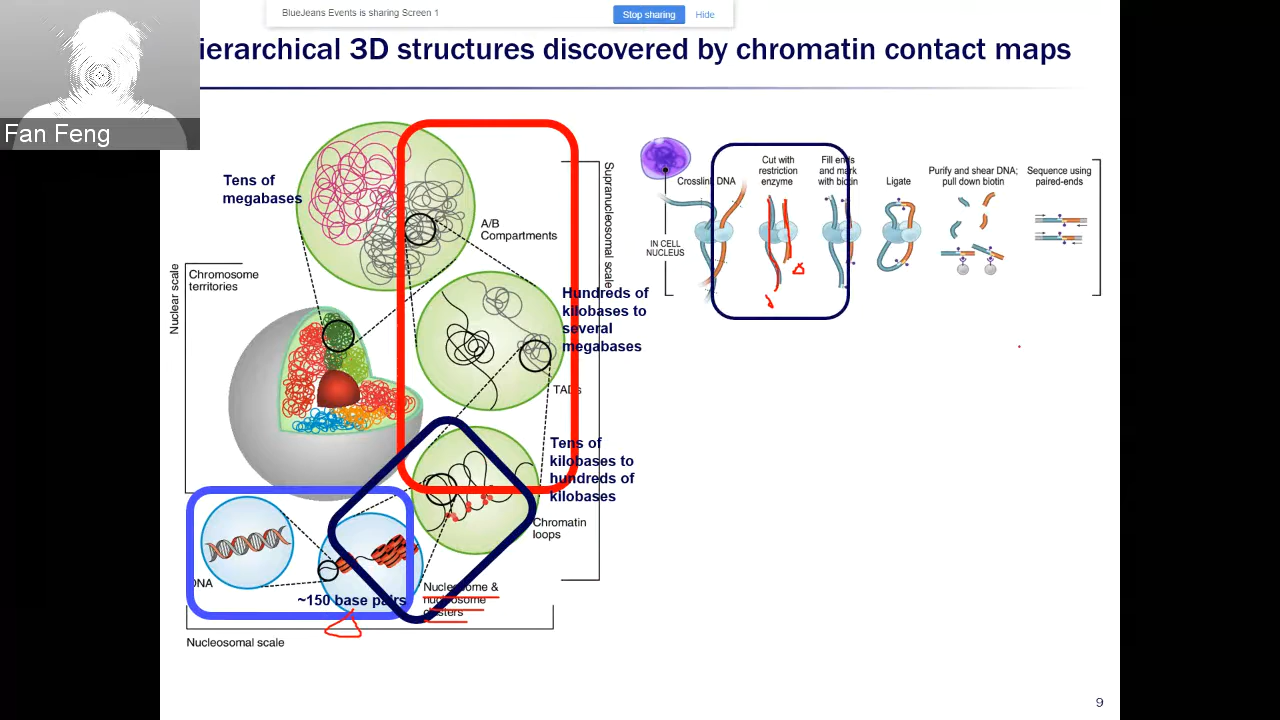 BlueJeans Events is sharing Screen 1
Stop sharing
Hide
ierarchical 3D structures discovered by chromatin contact maps
Fan Feng
Tens of
megabases
A/B
Compartments
Supranucleosomal scale
Nuclear scale
Chromosome
territories
Hundreds of
kilobases to
several
megabases
TADs
Tens of
kilobases to
hundreds of
kilobases
Chromatin
loops
DNA
~150 base pairs
Nucleosome &
nucleosome
clusters
Nucleosomal scale
Crosslink DNA
Cut with
restriction
enzyme
Fill ends
and mark
with biotin
Ligate
Purify and shear DNA;
pull down biotin
Sequence using
paired-ends
IN CELL
NUCLEUS
9